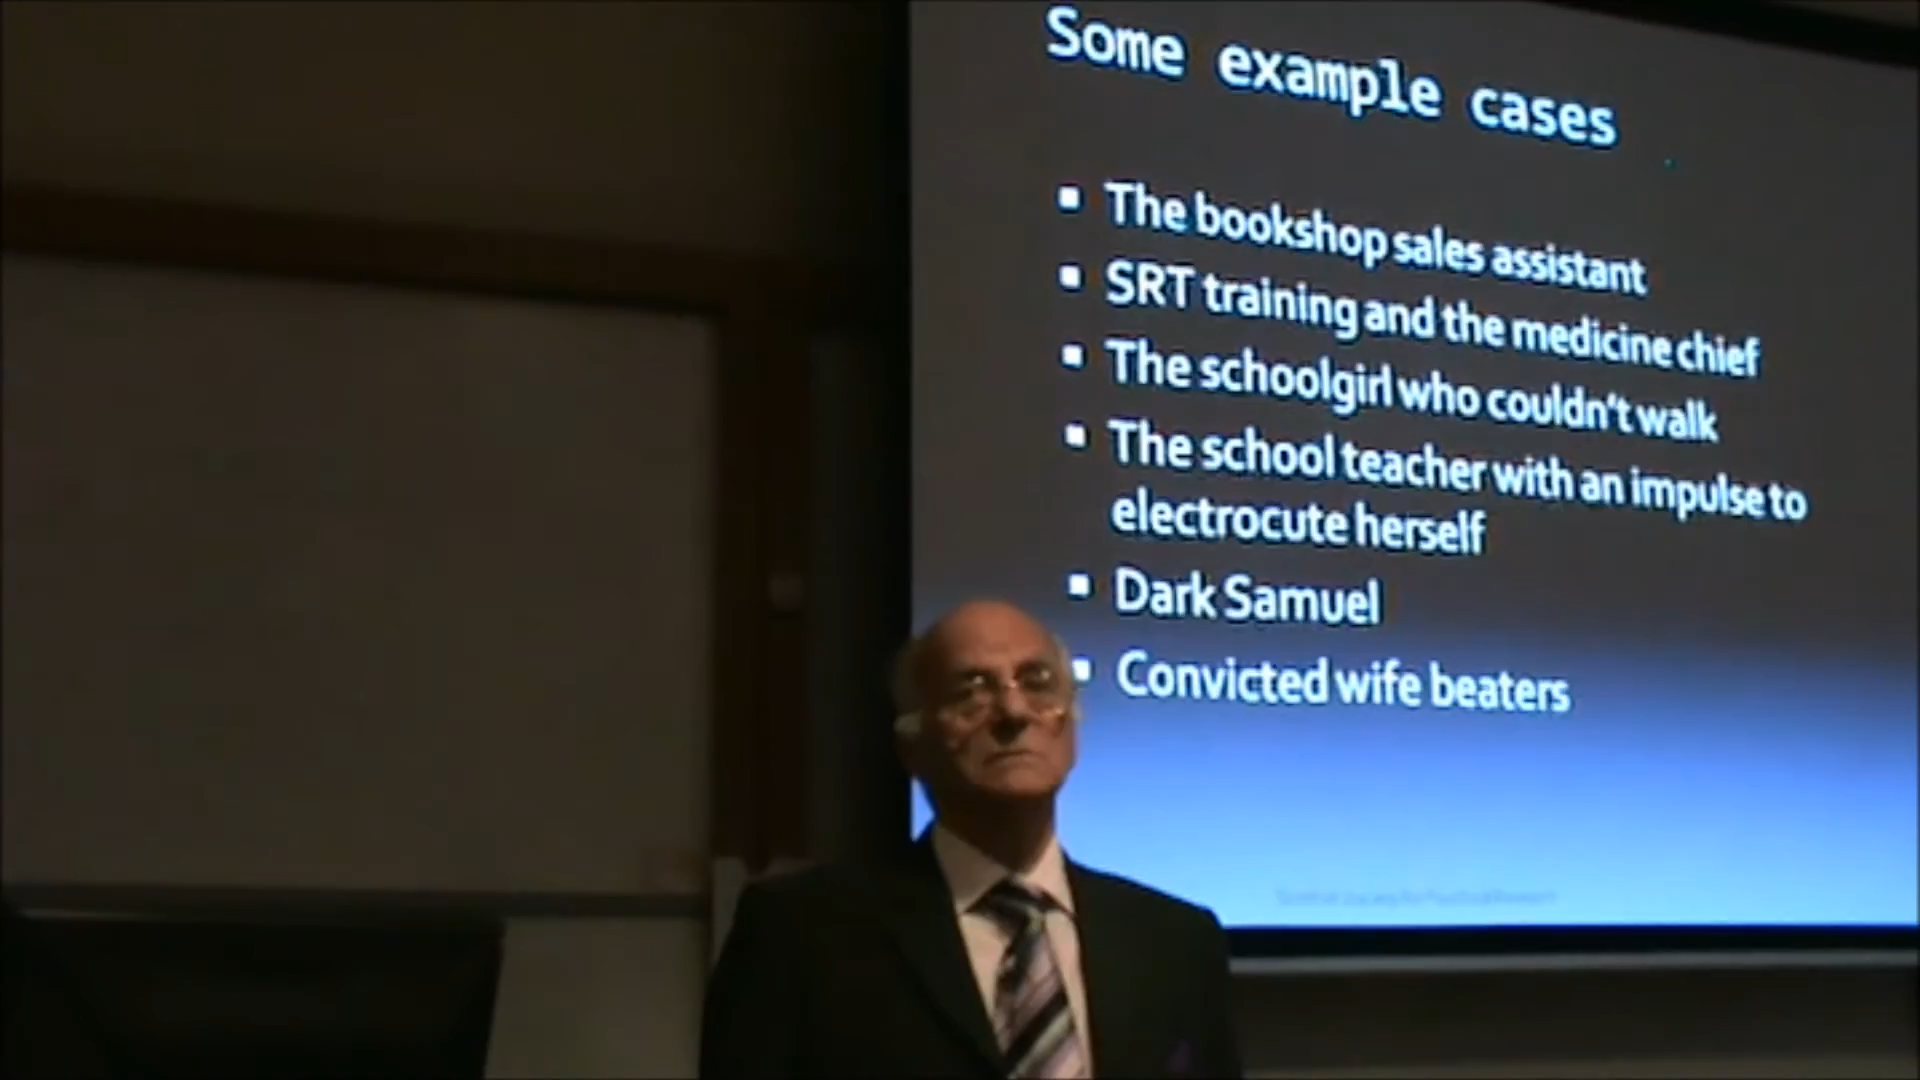 Some example cases
▪ The bookshop sales assistant
▪ SRT training and the medicine chief
▪ The schoolgirl who couldn't walk
▪ The school teacher with an impulse to
electrocute herself
▪ Dark Samuel
▪ Convicted wife beaters